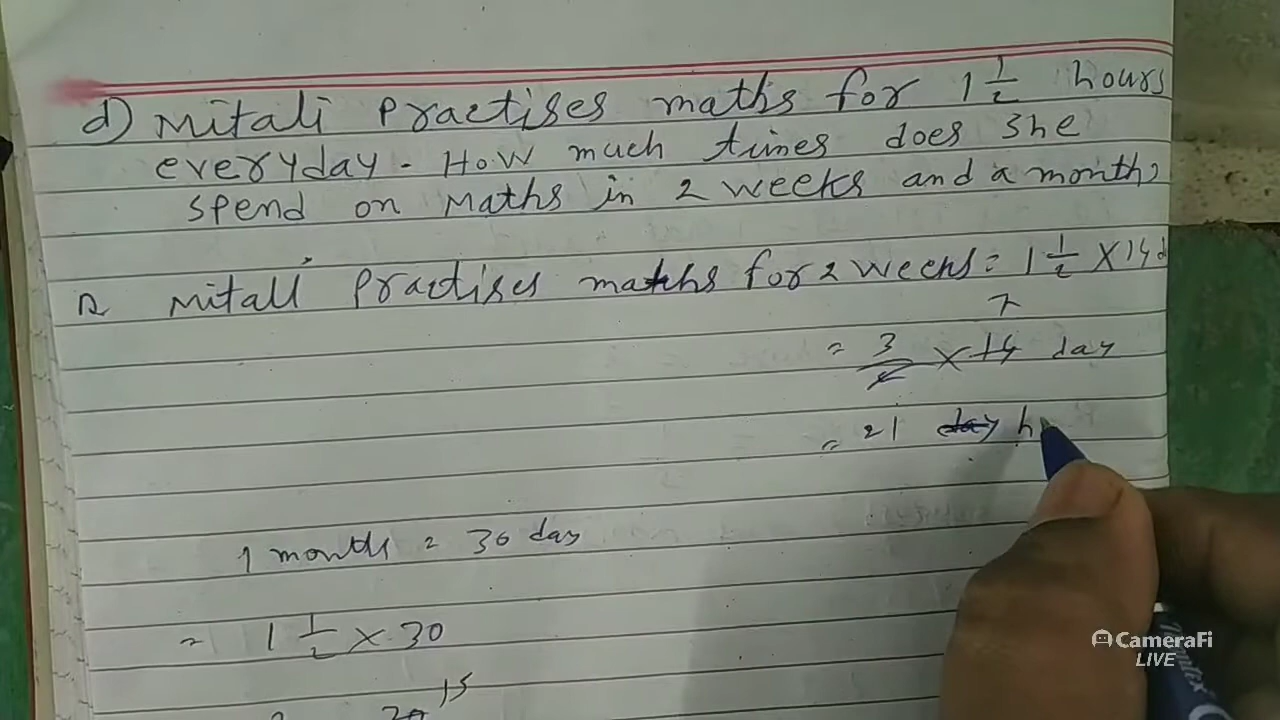 d) Mitali Practises maths for 1 1/2 hours
everyday - How much times does she
spend on Maths in 2 weeks and a month?
Mitali Practises maths for 2 weeks = 1 1/2 X 14 d
7
= 3/2 X 14 day
= 21 day h
1 months = 30 day
= 1 1/2 X 30
15
CameraFi
LIVE